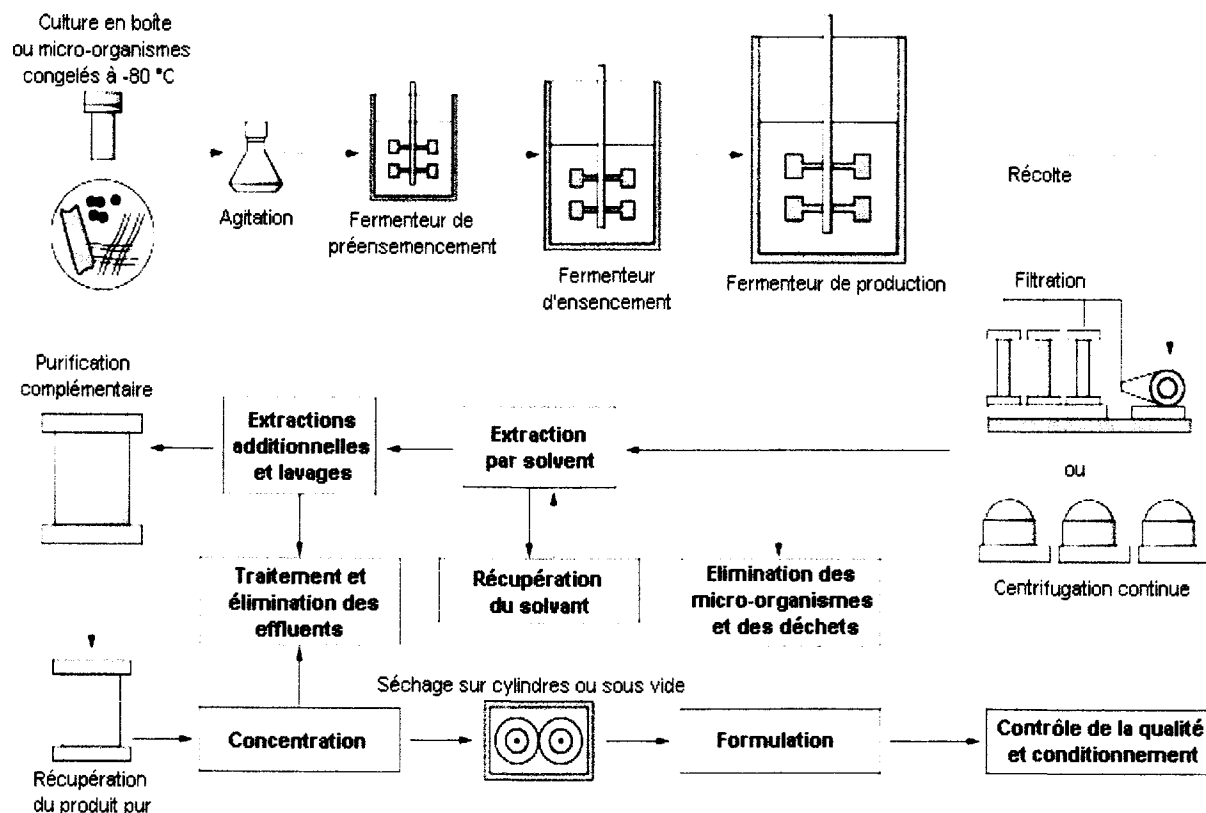 Culture en boîte
ou micro-organismes
congelés à -80 °C
Agitation
Fermenteur de
préensemencement
Fermenteur
d'ensencement
Fermenteur de production
Récolte
Filtration
ou
Centrifugation continue
Purification
complémentaire
Extractions
additionnelles
et lavages
Extraction
par solvent
Traitement et
élimination des
effluents
Récupération
du solvant
Elimination des
micro-organismes
et des déchets
Récupération
du produit pur
Concentration
Séchage sur cylindres ou sous vide
Formulation
Contrôle de la qualité
et conditionnement